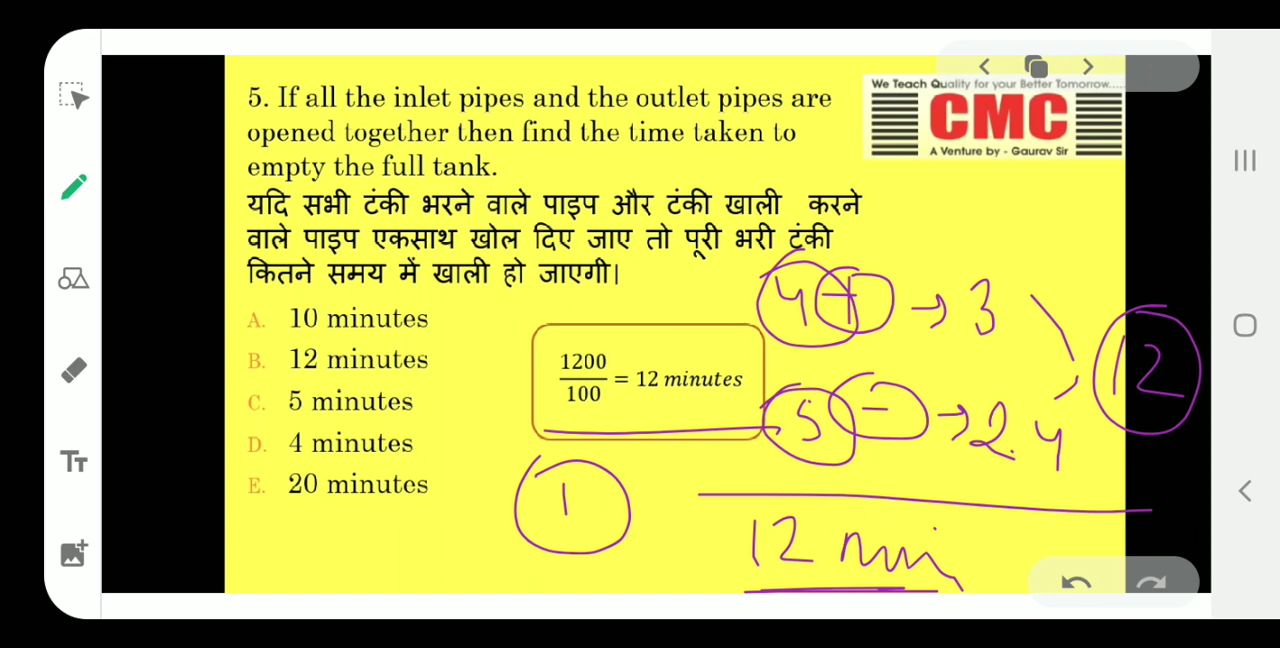 5. If all the inlet pipes and the outlet pipes are
opened together then find the time taken to
empty the full tank.
यदि सभी टंकी भरने वाले पाइप और टंकी खाली करने
वाले पाइप एकसाथ खोल दिए जाए तो पूरी भरी टंकी
कितने समय में खाली हो जाएगी|
A. 10 minutes
B. 12 minutes
C. 5 minutes
D. 4 minutes
E. 20 minutes
1200
100
= 12 minutes
We Teach Quality for your Better Tomorrow.....
CMC
A Venture by - Gaurav Sir
4 + → 3
5 - → 2.4
12
1
12 min
Tт